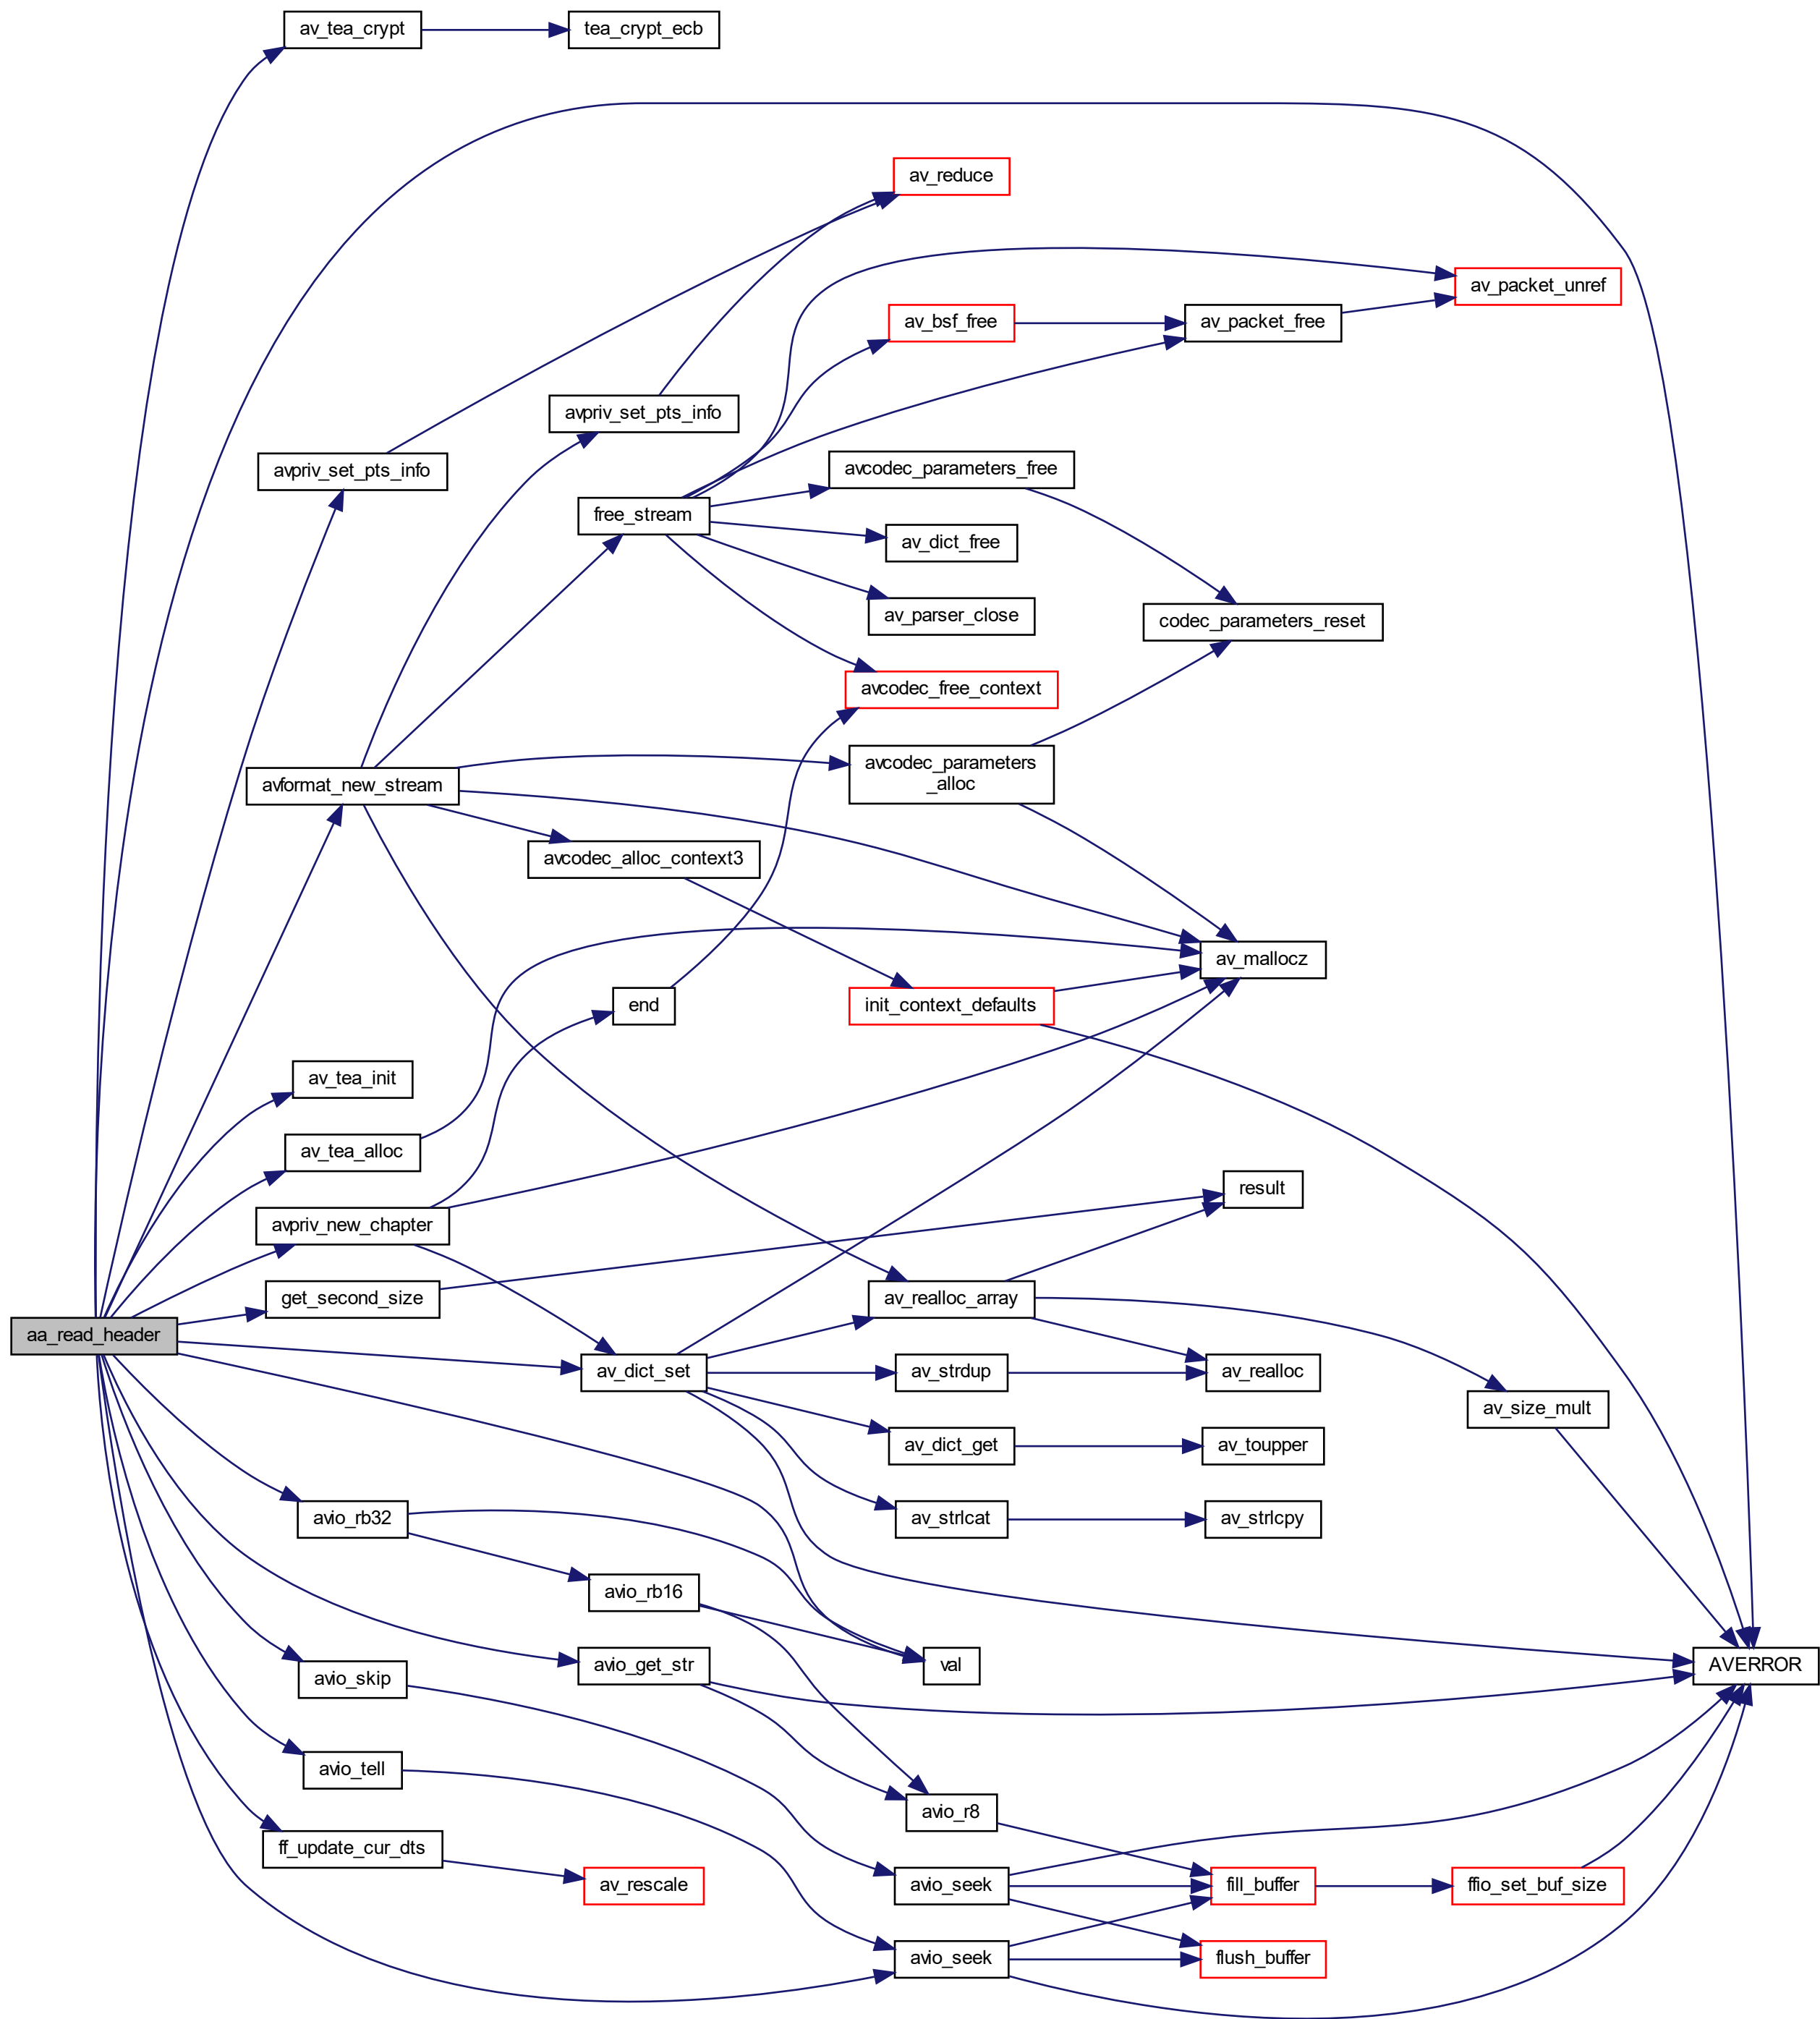 av_tea_crypt
tea_crypt_ecb
av_reduce
av_packet_unref
av_bsf_free
av_packet_free
avpriv_set_pts_info
avpriv_set_pts_info
avcodec_parameters_free
free_stream
av_dict_free
av_parser_close
codec_parameters_reset
avcodec_free_context
avformat_new_stream
avcodec_parameters
_alloc
avcodec_alloc_context3
av_mallocz
end
init_context_defaults
av_tea_init
av_tea_alloc
result
avpriv_new_chapter
get_second_size
av_realloc_array
aa_read_header
av_dict_set
av_strdup
av_realloc
av_size_mult
av_dict_get
av_toupper
avio_rb32
av_strlcat
av_strlcpy
avio_rb16
avio_get_str
val
AVERROR
avio_skip
avio_tell
avio_r8
ff_update_cur_dts
av_rescale
avio_seek
fill_buffer
ffio_set_buf_size
avio_seek
flush_buffer